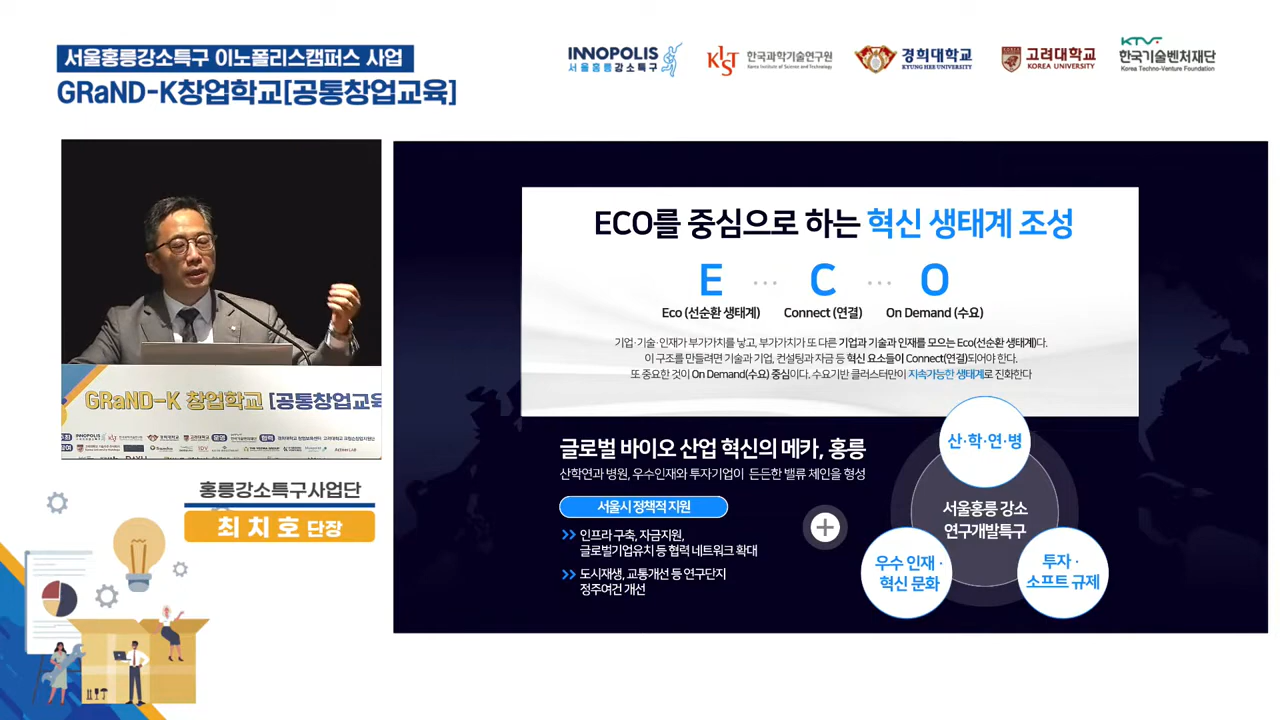 서울홍릉강소특구 이노폴리스캠퍼스 사업
GRaND-K창업학교[공통창업교육]
INNOPOLIS
서울홍릉강소특구
KIST 한국과학기술연구원
Korea Institute of Science and Technology
경희대학교
KYUNG HEE UNIVERSITY
고려대학교
KOREA UNIVERSITY
KTVF
한국기술벤처재단
Korea Techno-Venture Foundation
ECO를 중심으로 하는 혁신 생태계 조성
E ··· C ··· O
Eco (선순환 생태계) Connect (연결) On Demand (수요)
기업·기술·인재가 부가가치를 낳고, 부가가치가 또 다른 기업과 기술과 인재를 모으는 Eco(선순환 생태계)다.
이 구조를 만들려면 기술과 기업, 컨설팅과 자금 등 혁신 요소들이 Connect(연결)되어야 한다.
또 중요한 것이 On Demand(수요) 중심이다. 수요기반 클러스터만이 지속가능한 생태계로 진화한다
글로벌 바이오 산업 혁신의 메카, 홍릉
산학연과 병원, 우수인재와 투자기업이 든든한 밸류 체인을 형성
서울시 정책적 지원
인프라 구축, 자금지원,
글로벌기업유치 등 협력 네트워크 확대
도시재생, 교통개선 등 연구단지
정주여건 개선
산·학·연·병
서울홍릉 강소
연구개발특구
우수 인재·
혁신 문화
투자·
소프트 규제
GRaND-K 창업학교 [공통창업교육
INNOPOLIS
홍릉강소특구사업단
최치호 단장